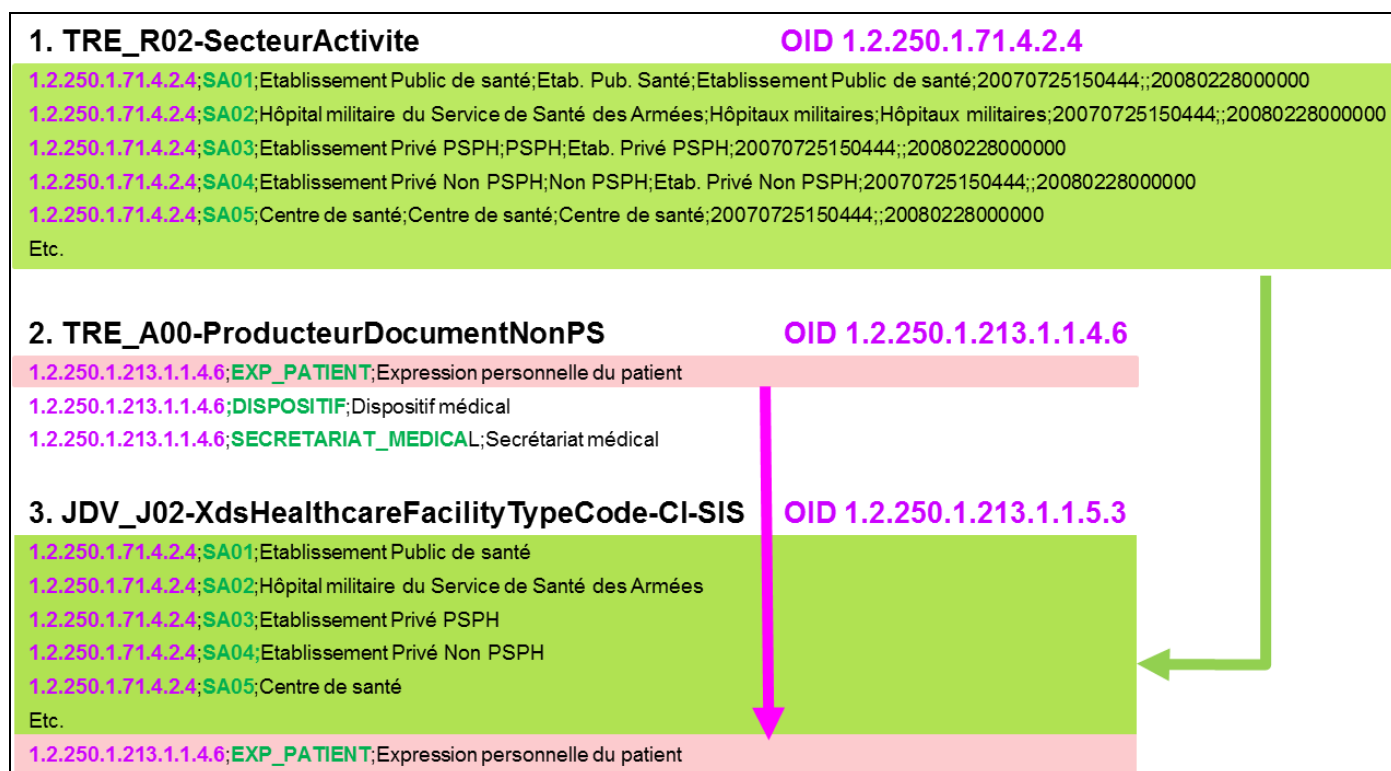 1. TRE_R02-SecteurActivite OID 1.2.250.1.71.4.2.4
1.2.250.1.71.4.2.4;SA01;Etablissement Public de santé;Etab. Pub. Santé;Etablissement Public de santé;20070725150444;;20080228000000
1.2.250.1.71.4.2.4;SA02;Hôpital militaire du Service de Santé des Armées;Hôpitaux militaires;Hôpitaux militaires;20070725150444;;20080228000000
1.2.250.1.71.4.2.4;SA03;Etablissement Privé PSPH;PSPH;Etab. Privé PSPH;20070725150444;;20080228000000
1.2.250.1.71.4.2.4;SA04;Etablissement Privé Non PSPH;Non PSPH;Etab. Privé Non PSPH;20070725150444;;20080228000000
1.2.250.1.71.4.2.4;SA05;Centre de santé;Centre de santé;Centre de santé;20070725150444;;20080228000000
Etc.
2. TRE_A00-ProducteurDocumentNonPS OID 1.2.250.1.213.1.1.4.6
1.2.250.1.213.1.1.4.6;EXP_PATIENT;Expression personnelle du patient
1.2.250.1.213.1.1.4.6;DISPOSITIF;Dispositif médical
1.2.250.1.213.1.1.4.6;SECRETARIAT_MEDICAL;Secrétariat médical
3. JDV_J02-XdsHealthcareFacilityTypeCode-CI-SIS OID 1.2.250.1.213.1.1.5.3
1.2.250.1.71.4.2.4;SA01;Etablissement Public de santé
1.2.250.1.71.4.2.4;SA02;Hôpital militaire du Service de Santé des Armées
1.2.250.1.71.4.2.4;SA03;Etablissement Privé PSPH
1.2.250.1.71.4.2.4;SA04;Etablissement Privé Non PSPH
1.2.250.1.71.4.2.4;SA05;Centre de santé
Etc.
1.2.250.1.213.1.1.4.6;EXP_PATIENT;Expression personnelle du patient